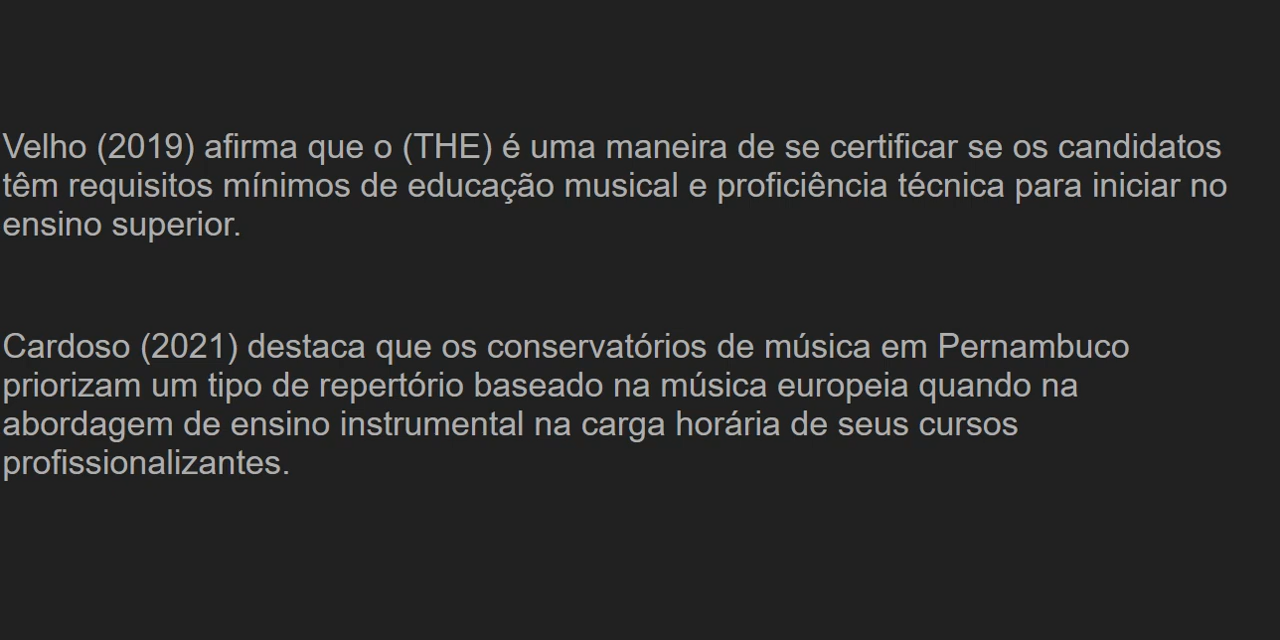 Velho (2019) afirma que o (THE) é uma maneira de se certificar se os candidatos
têm requisitos mínimos de educação musical e proficiência técnica para iniciar no
ensino superior.
Cardoso (2021) destaca que os conservatórios de música em Pernambuco
priorizam um tipo de repertório baseado na música europeia quando na
abordagem de ensino instrumental na carga horária de seus cursos
profissionalizantes.